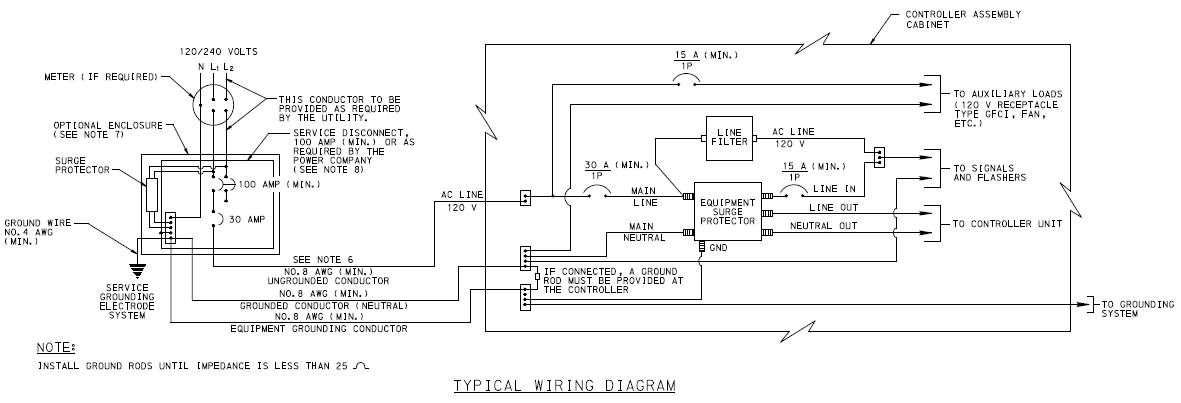 CONTROLLER ASSEMBLY
CABINET
120/240 VOLTS
N L1 L2
METER (IF REQUIRED)
THIS CONDUCTOR TO BE
PROVIDED AS REQUIRED
BY THE UTILITY.
OPTIONAL ENCLOSURE
(SEE NOTE 7)
SERVICE DISCONNECT,
100 AMP (MIN.) OR AS
REQUIRED BY THE
POWER COMPANY
(SEE NOTE 8)
SURGE
PROTECTOR
100 AMP (MIN.)
30 AMP
GROUND WIRE
NO.4 AWG
(MIN.)
SERVICE
GROUNDING
ELECTRODE
SYSTEM
SEE NOTE 6
NO.8 AWG (MIN.)
UNGROUNDED CONDUCTOR
NO.8 AWG (MIN.)
GROUNDED CONDUCTOR (NEUTRAL)
NO.8 AWG (MIN.)
EQUIPMENT GROUNDING CONDUCTOR
AC LINE
120 V
15 A (MIN.)
1P
TO AUXILIARY LOADS
(120 V RECEPTACLE
TYPE GFCI, FAN,
ETC.)
LINE
FILTER
AC LINE
120 V
30 A (MIN.)
1P
15 A (MIN.)
1P
TO SIGNALS
AND FLASHERS
MAIN
LINE
LINE IN
EQUIPMENT
SURGE
PROTECTOR
LINE OUT
MAIN
NEUTRAL
NEUTRAL OUT
TO CONTROLLER UNIT
GND
IF CONNECTED, A GROUND
ROD MUST BE PROVIDED AT
THE CONTROLLER
TO GROUNDING
SYSTEM
NOTE:
INSTALL GROUND RODS UNTIL IMPEDANCE IS LESS THAN 25 Ω
TYPICAL WIRING DIAGRAM